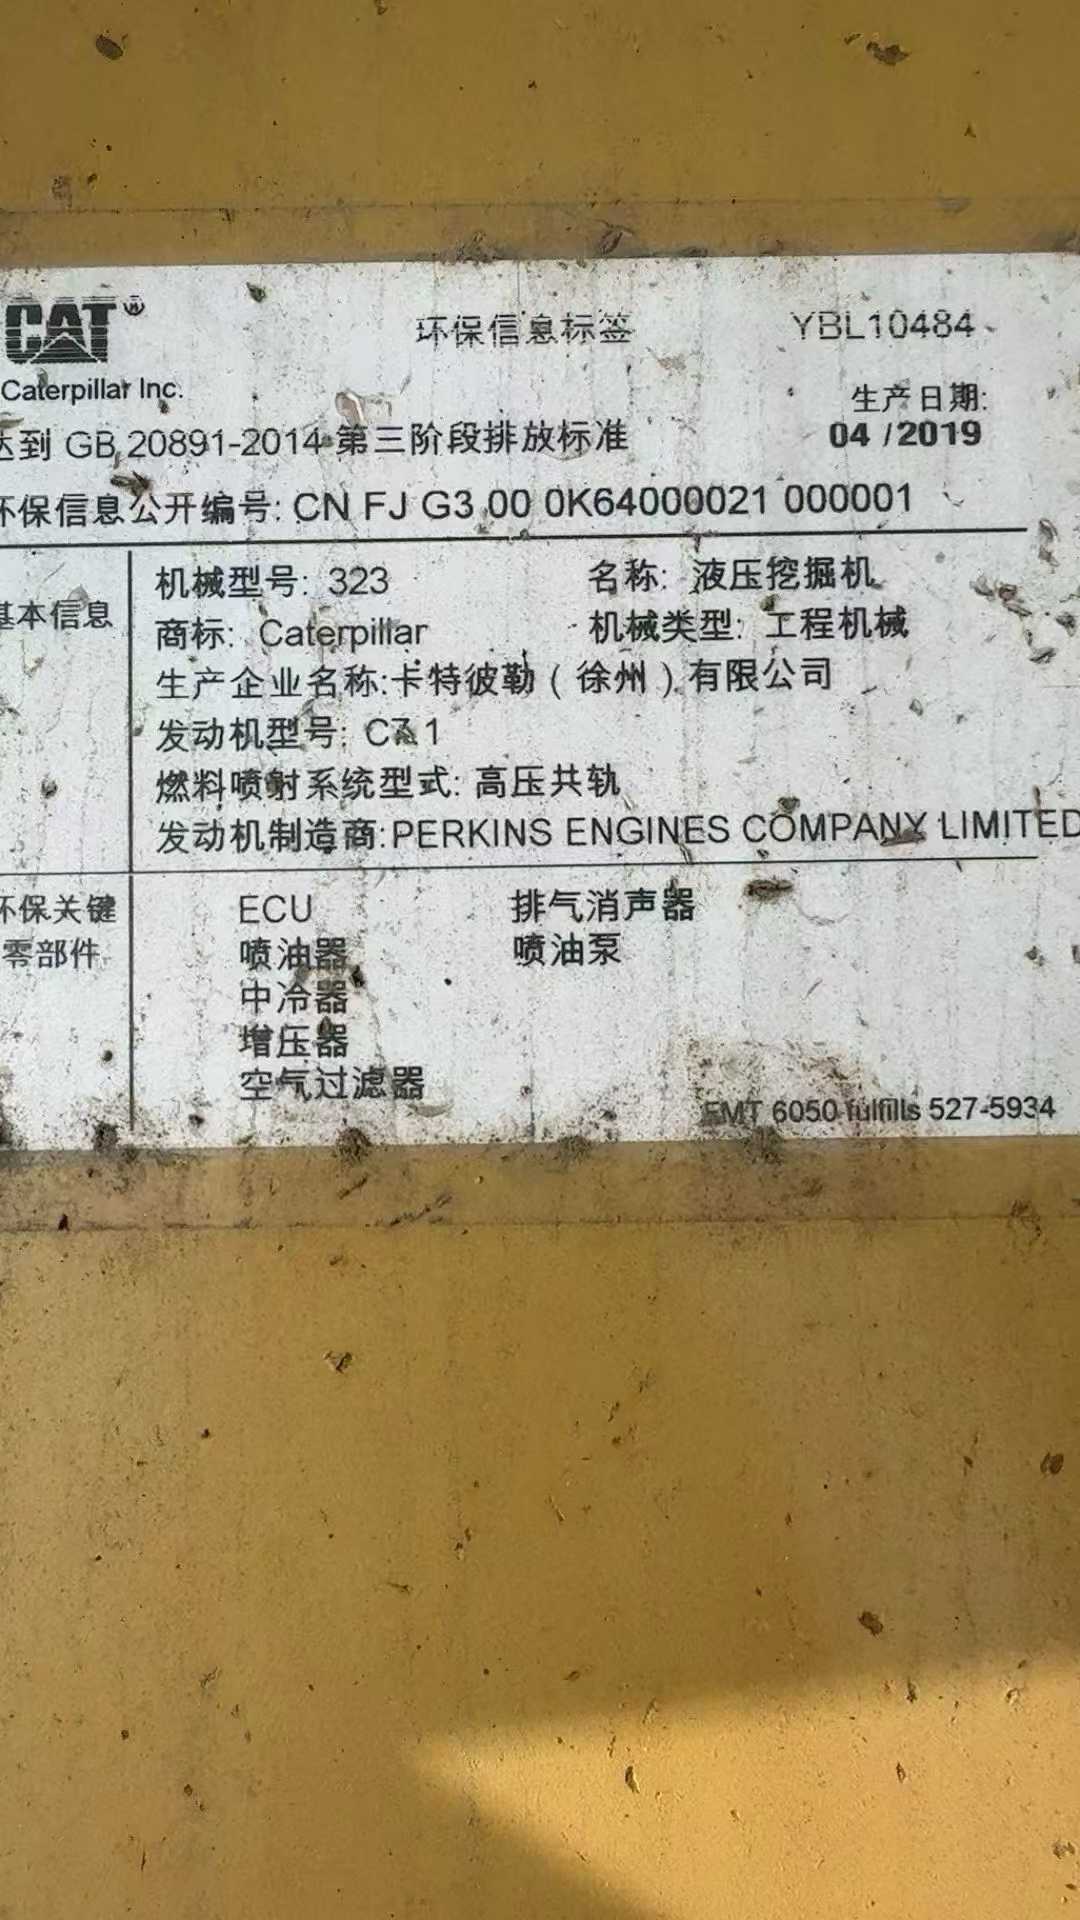 CAT
环保信息标签
YBL10484
Caterpillar Inc.
生产日期:
04 /2019
达到 GB 20891-2014 第三阶段排放标准
环保信息公开编号: CN FJ G3 00 0K64000021 000001
基本信息
机械型号: 323 名称: 液压挖掘机
商标: Caterpillar 机械类型: 工程机械
生产企业名称:卡特彼勒（徐州）有限公司
发动机型号: C7.1
燃料喷射系统型式: 高压共轨
发动机制造商:PERKINS ENGINES COMPANY LIMITED
环保关键
零部件
ECU 排气消声器
喷油器 喷油泵
中冷器
增压器
空气过滤器
EMT 6050 fulfills 527-5934